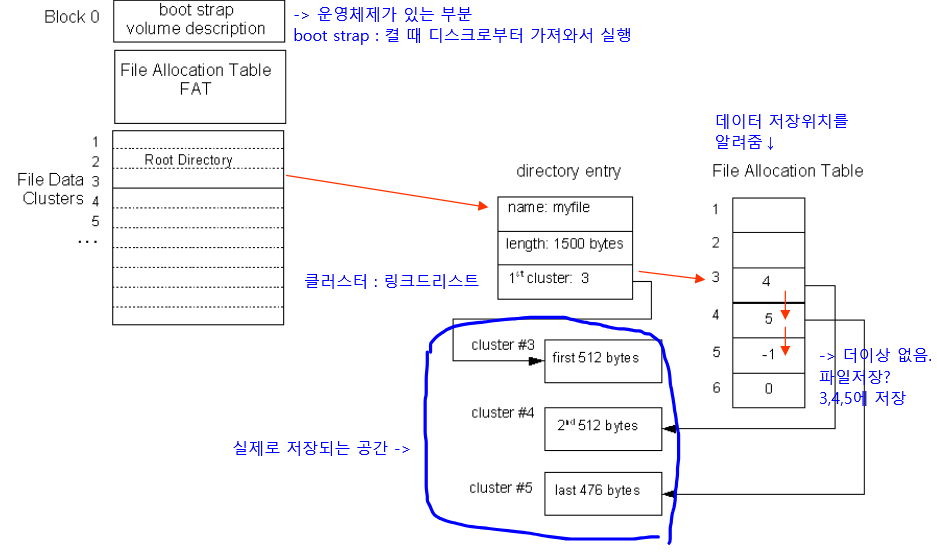 Block 0
boot strap
volume description
-> 운영체제가 있는 부분
boot strap : 켤 때 디스크로부터 가져와서 실행
File Allocation Table
FAT
File Data
Clusters
1
2
3
4
5
...
Root Directory
directory entry
name: myfile
length: 1500 bytes
1st cluster: 3
클러스터 : 링크드리스트
데이터 저장위치를
알려줌↓
File Allocation Table
1
2
3
4
4
5
5
-1
6
0
-> 더이상 없음.
파일저장?
3,4,5에 저장
실제로 저장되는 공간 ->
cluster #3
first 512 bytes
cluster #4
2nd 512 bytes
cluster #5
last 476 bytes